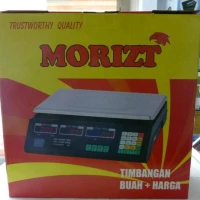 TRUSTWORTHY QUALITY
MORIZT
TIMBANGAN
BUAH + HARGA